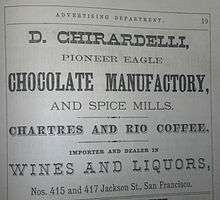 ADVERTISING DEPARTMENT. 19
D. CHIRARDELLI,
PIONEER EAGLE
CHOCOLATE MANUFACTORY,
AND SPICE MILLS.
CHARTRES AND RIO COFFEE.
IMPORTER AND DEALER IN
WINES AND LIQUORS,
Nos. 415 and 417 Jackson St., San Francisco.